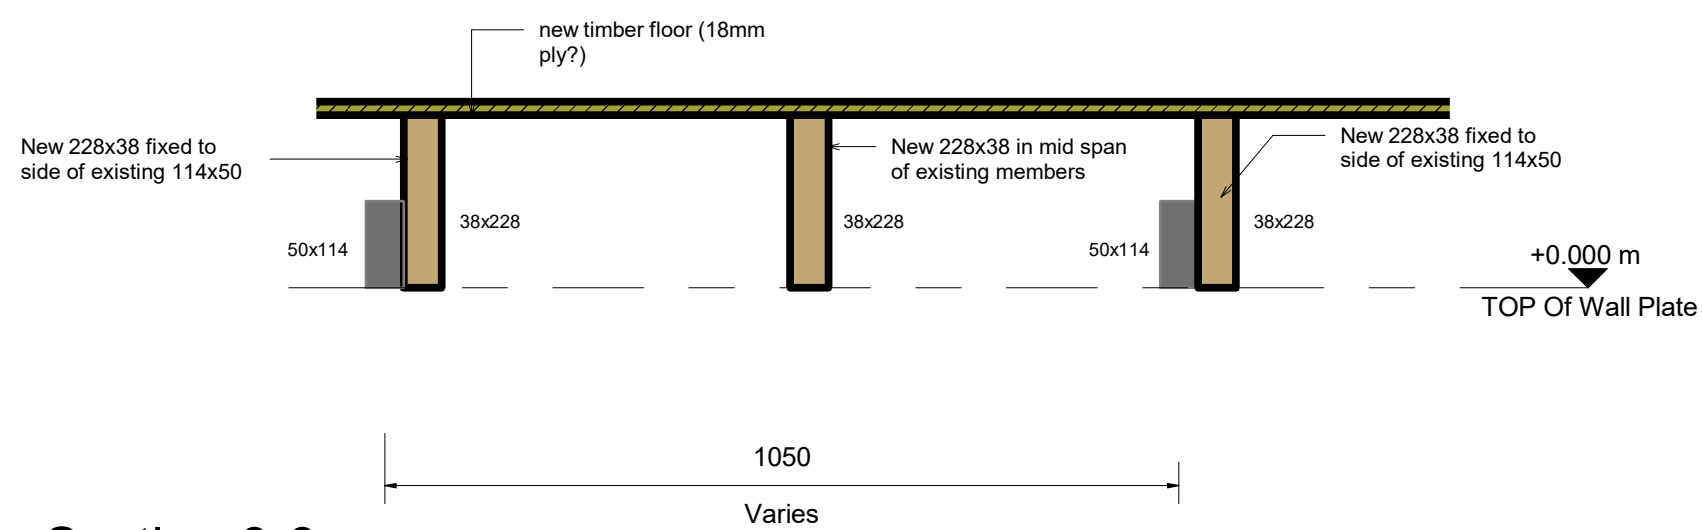 new timber floor (18mm
ply?)
New 228x38 fixed to
side of existing 114x50
New 228x38 in mid span
of existing members
New 228x38 fixed to
side of existing 114x50
50x114
38x228
38x228
50x114
38x228
+0.000 m
TOP Of Wall Plate
1050
Varies